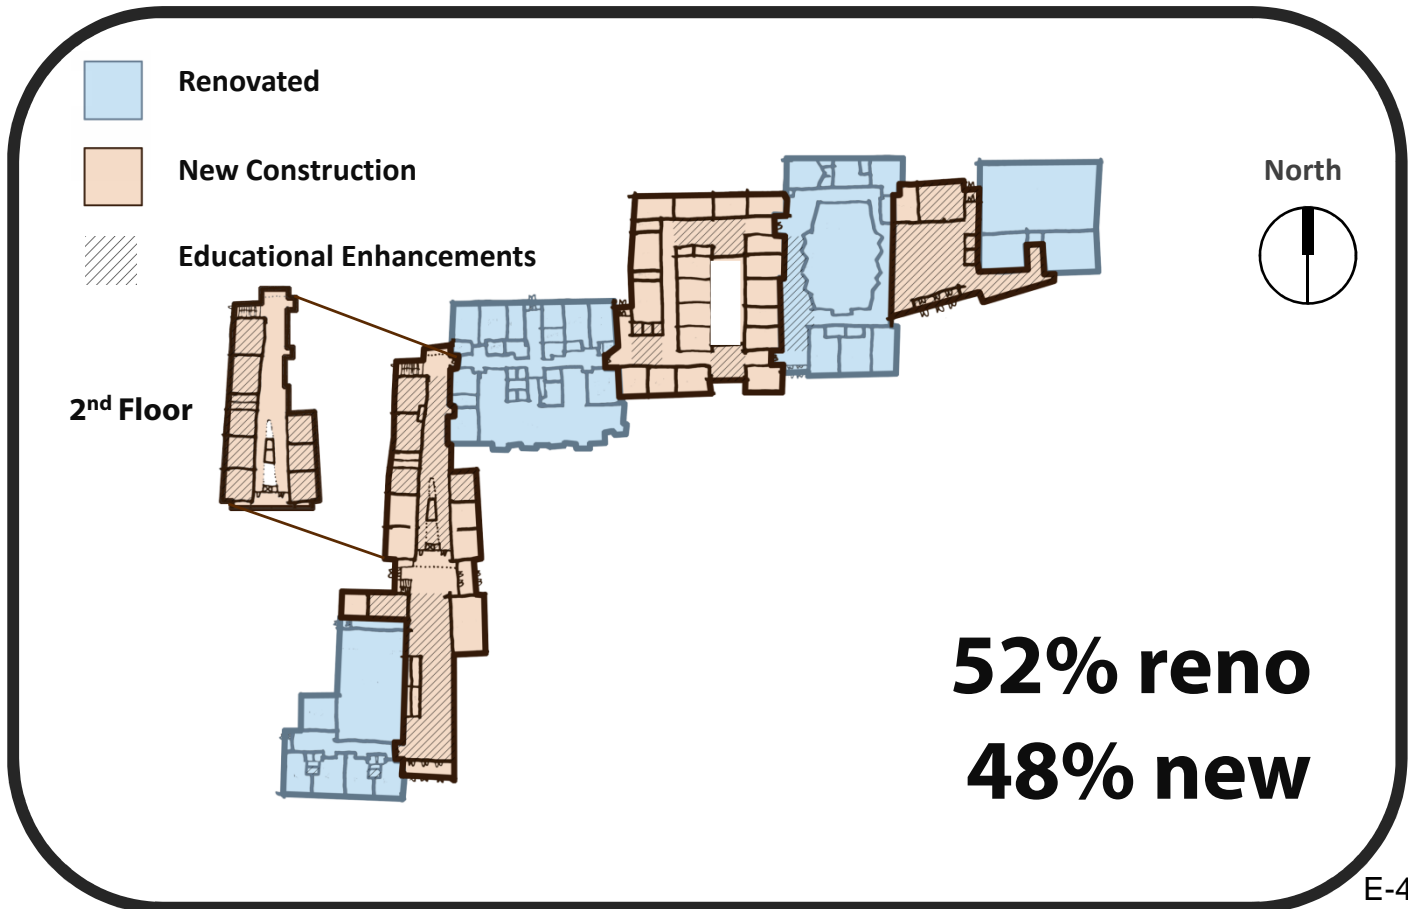 Renovated
New Construction
North
Educational Enhancements
2nd Floor
52% reno
48% new
E-4